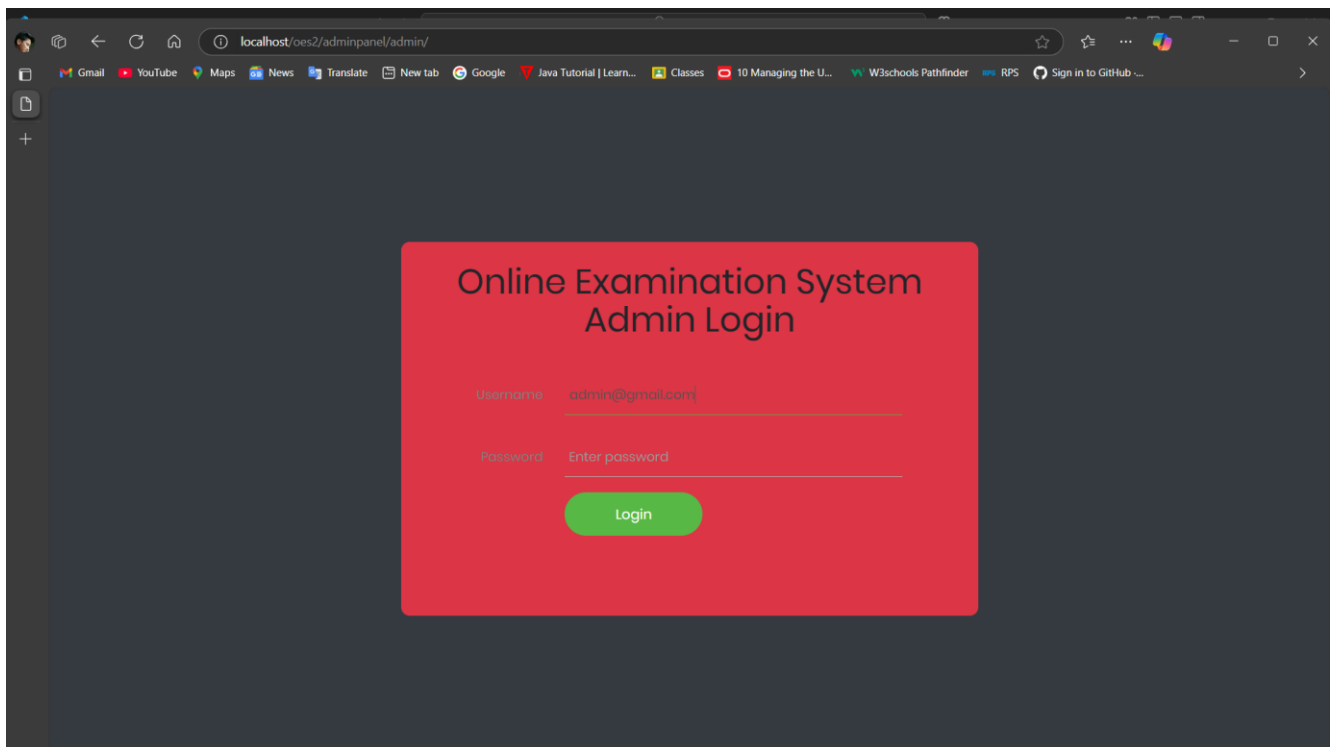 localhost/oes2/adminpanel/admin/
Gmail YouTube Maps News Translate New tab Google Java Tutorial | Learn... Classes 10 Managing the U... W3schools Pathfinder RPS RPS Sign in to GitHub ·...
Online Examination System
Admin Login
Username admin@gmail.com
Password Enter password
Login